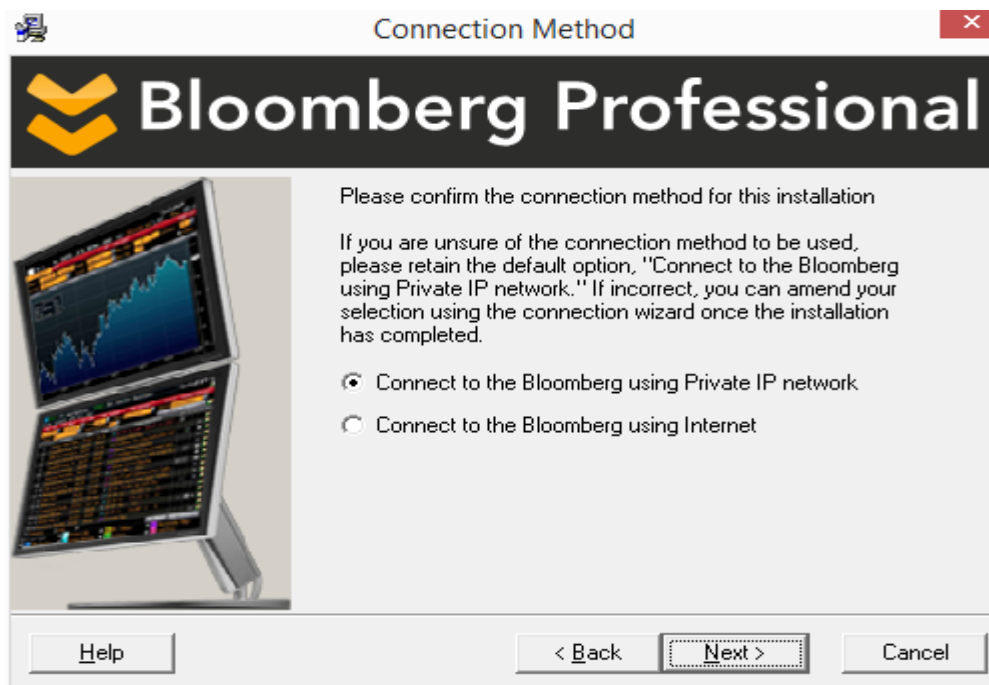 Connection Method
Bloomberg Professional
Please confirm the connection method for this installation
If you are unsure of the connection method to be used,
please retain the default option, "Connect to the Bloomberg
using Private IP network." If incorrect, you can amend your
selection using the connection wizard once the installation
has completed.
Connect to the Bloomberg using Private IP network
Connect to the Bloomberg using Internet
Help
< Back
Next >
Cancel